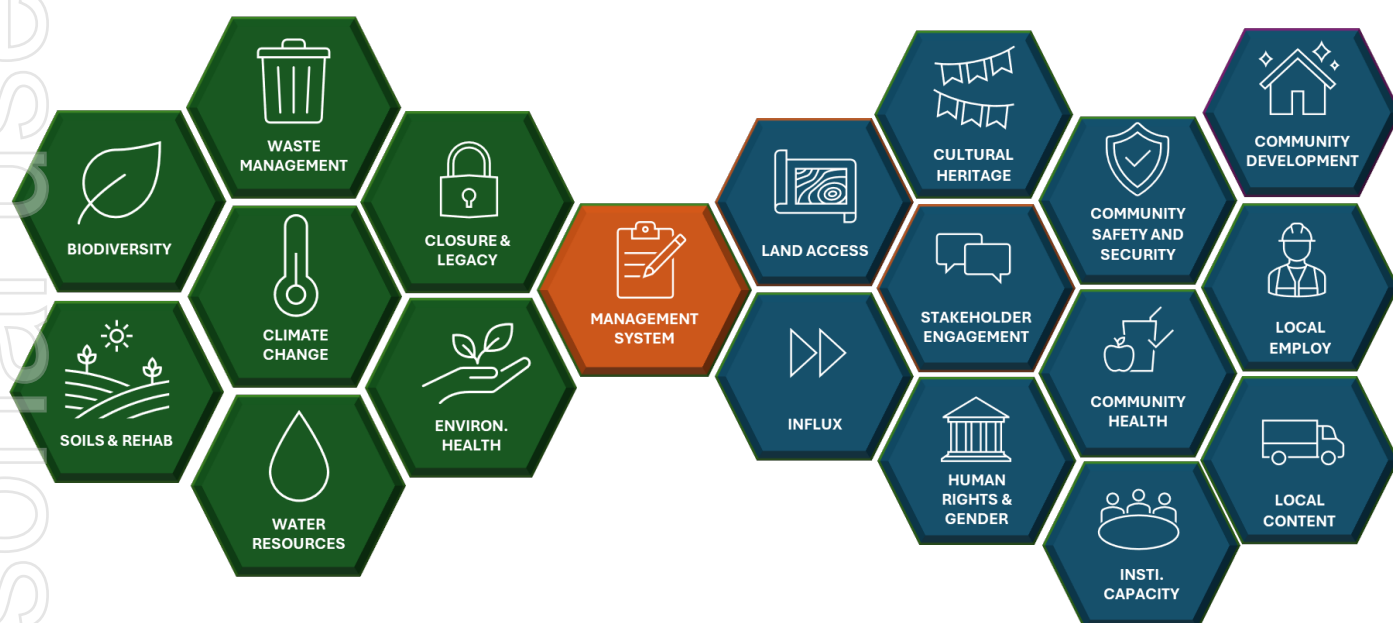 WASTE
MANAGEMENT
BIODIVERSITY
CLOSURE &
LEGACY
CLIMATE
CHANGE
SOILS & REHAB
ENVIRON.
HEALTH
WATER
RESOURCES
MANAGEMENT
SYSTEM
LAND ACCESS
INFLUX
CULTURAL
HERITAGE
STAKEHOLDER
ENGAGEMENT
HUMAN
RIGHTS &
GENDER
COMMUNITY
SAFETY AND
SECURITY
COMMUNITY
HEALTH
INSTI.
CAPACITY
COMMUNITY
DEVELOPMENT
LOCAL
EMPLOY
LOCAL
CONTENT